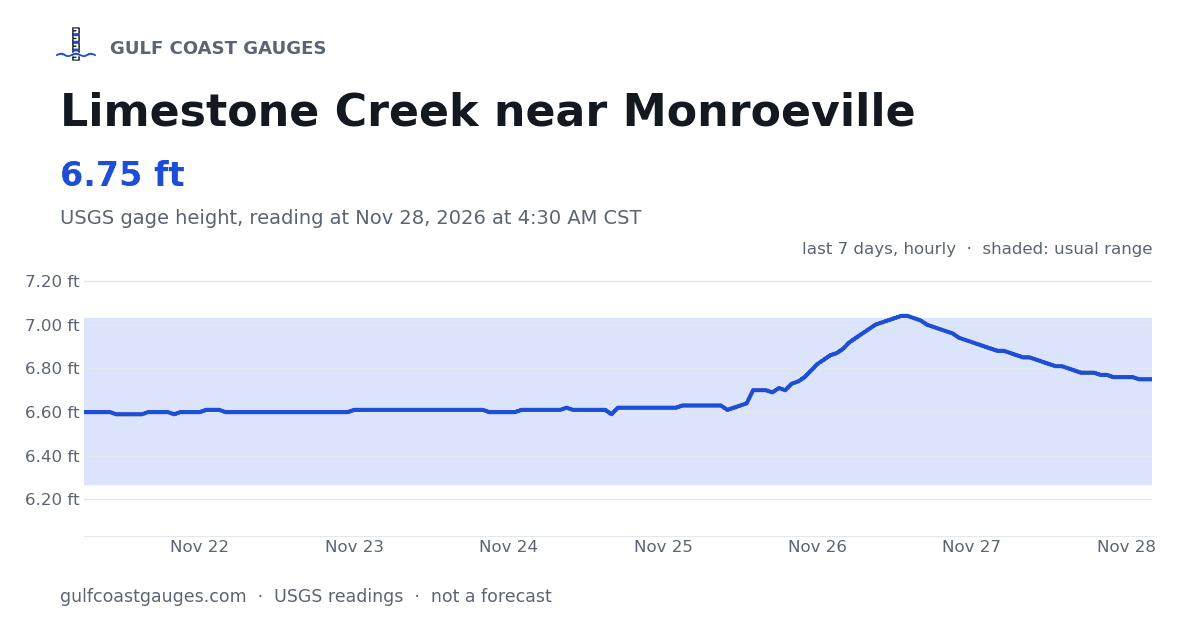 GULF COAST GAUGES
Limestone Creek near Monroeville
6.75 ft
USGS gage height, reading at Nov 28, 2026 at 4:30 AM CST
last 7 days, hourly · shaded: usual range
7.20 ft
7.00 ft
6.80 ft
6.60 ft
6.40 ft
6.20 ft
Nov 22 Nov 23 Nov 24 Nov 25 Nov 26 Nov 27 Nov 28
gulfcoastgauges.com · USGS readings · not a forecast